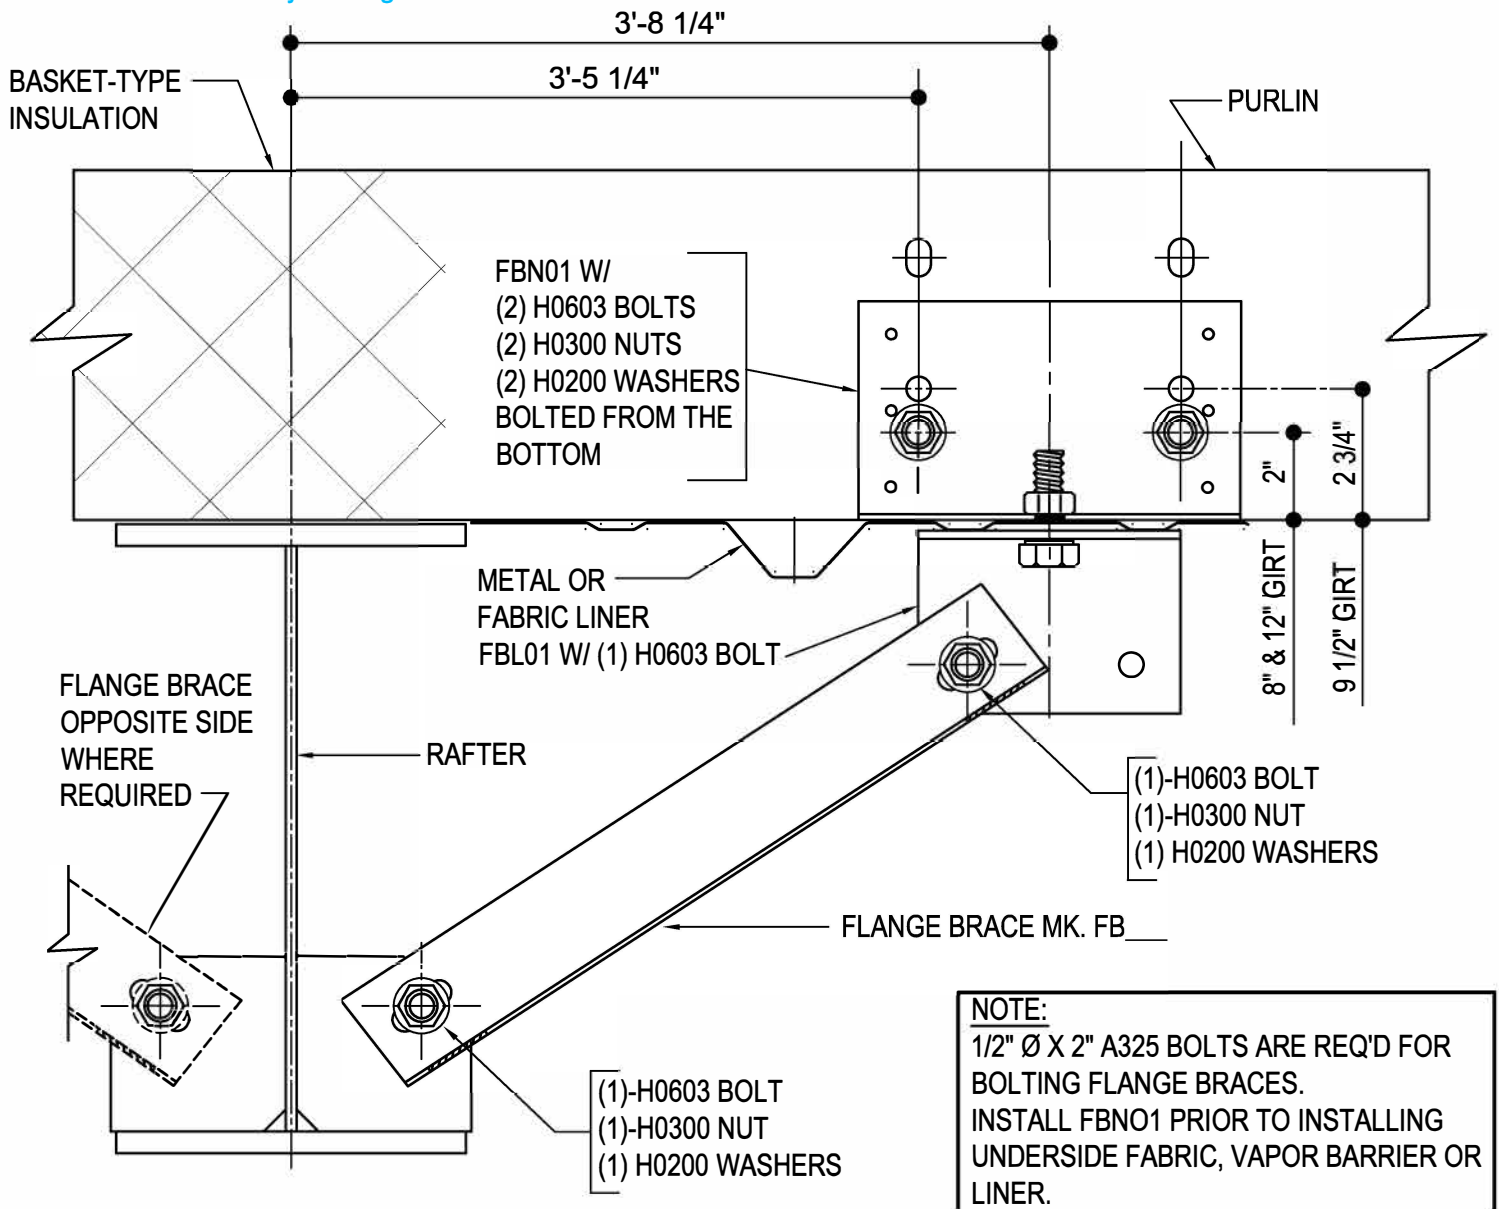 3'-8 1/4"
3'-5 1/4"
BASKET-TYPE
INSULATION
PURLIN
FBN01 W/
(2) H0603 BOLTS
(2) H0300 NUTS
(2) H0200 WASHERS
BOLTED FROM THE
BOTTOM
2"
2 3/4"
8" & 12" GIRT
9 1/2" GIRT
METAL OR
FABRIC LINER
FBL01 W/ (1) H0603 BOLT
FLANGE BRACE
OPPOSITE SIDE
WHERE
REQUIRED
RAFTER
(1)-H0603 BOLT
(1)-H0300 NUT
(1) H0200 WASHERS
FLANGE BRACE MK. FB___
(1)-H0603 BOLT
(1)-H0300 NUT
(1) H0200 WASHERS
NOTE:
1/2" Ø X 2" A325 BOLTS ARE REQ'D FOR
BOLTING FLANGE BRACES.
INSTALL FBNO1 PRIOR TO INSTALLING
UNDERSIDE FABRIC, VAPOR BARRIER OR
LINER.